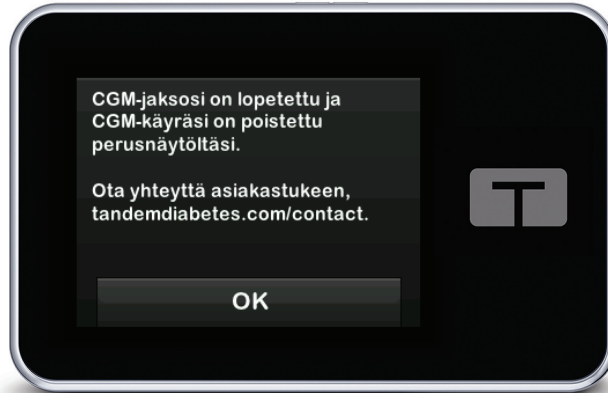 CGM-jaksosi on lopetettu ja
CGM-käyräsi on poistettu
perusnäytöltäsi.
Ota yhteyttä asiakastukeen,
tandemdiabetes.com/contact.
OK